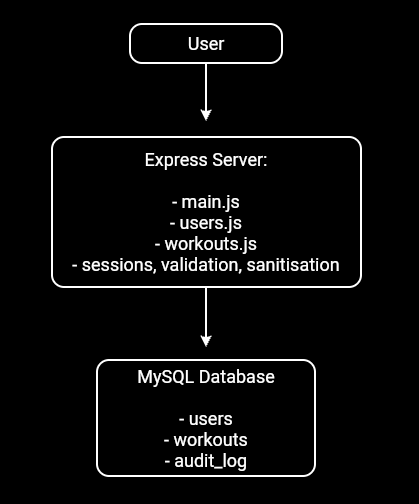 User
Express Server:
- main.js
- users.js
- workouts.js
- sessions, validation, sanitisation
MySQL Database
- users
- workouts
- audit_log